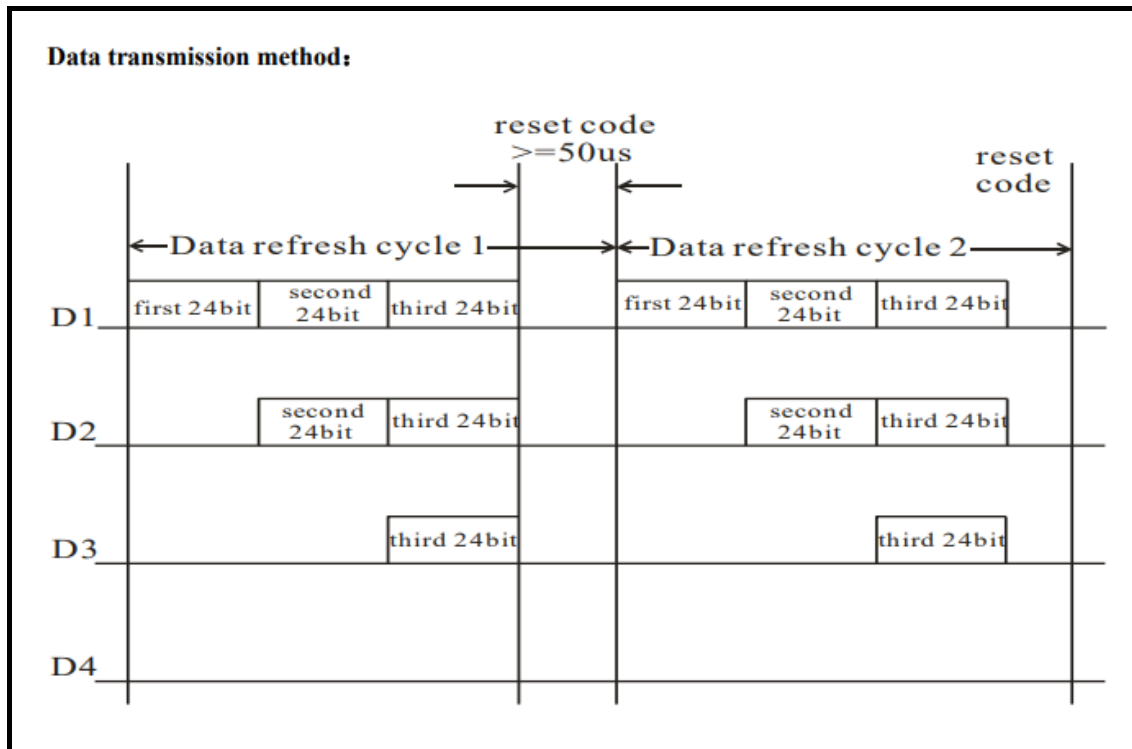 Data transmission method：
reset code
>=50us
reset
code
Data refresh cycle 1
Data refresh cycle 2
D1
first 24bit
second
24bit
third 24bit
first 24bit
second
24bit
third 24bit
D2
second
24bit
third 24bit
second
24bit
third 24bit
D3
third 24bit
third 24bit
D4